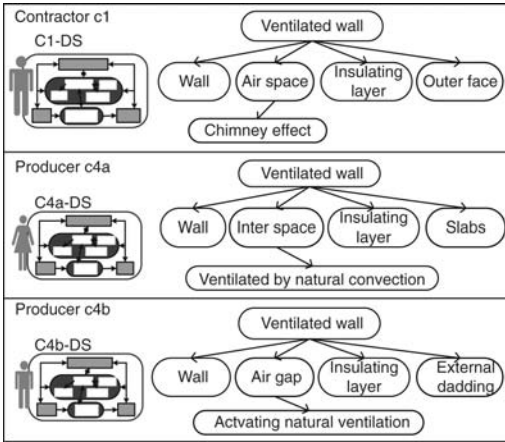 Contractor c1
C1-DS
Ventilated wall
Wall
Air space
Insulating
layer
Outer face
Chimney effect
Producer c4a
C4a-DS
Ventilated wall
Wall
Inter space
Insulating
layer
Slabs
Ventilated by natural convection
Producer c4b
C4b-DS
Ventilated wall
Wall
Air gap
Insulating
layer
External
dadding
Actvating natural ventilation